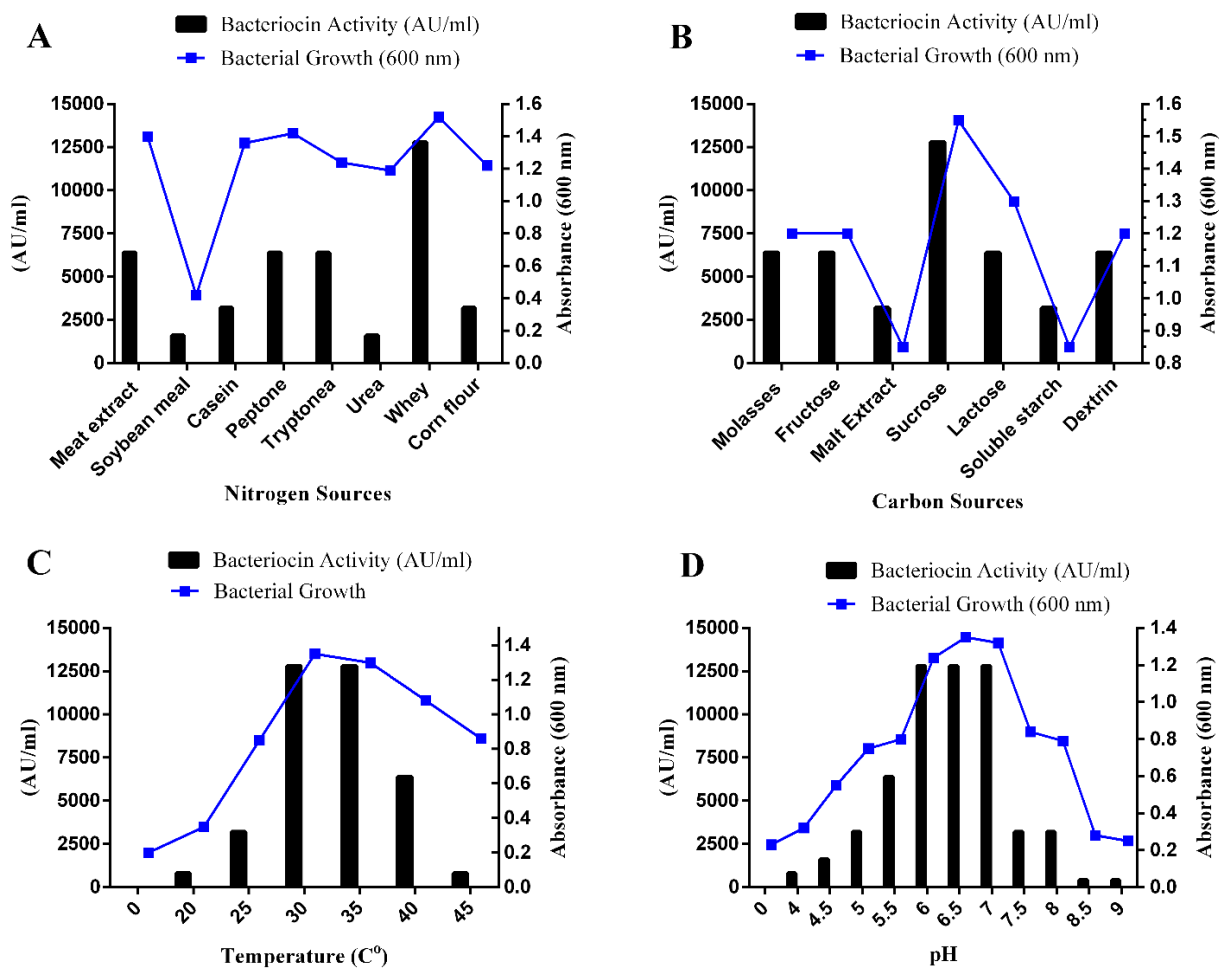 A
Bacteriocin Activity (AU/ml)
Bacterial Growth (600 nm)
15000
12500
10000
7500
5000
2500
0
(AU/ml)
1.6
1.4
1.2
1.0
0.8
0.6
0.4
0.2
0.0
Absorbance (600 nm)
Meat extract
Soybean meal
Casein
Peptone
Tryptonea
Urea
Whey
Corn flour
Nitrogen Sources
B
Bacteriocin Activity (AU/ml)
Bacterial Growth (600 nm)
15000
12500
10000
7500
5000
2500
0
(AU/ml)
1.6
1.5
1.4
1.3
1.2
1.1
1.0
0.9
0.8
Absorbance (600 nm)
Molasses
Fructose
Malt Extract
Sucrose
Lactose
Soluble starch
Dextrin
Carbon Sources
C
Bacteriocin Activity (AU/ml)
Bacterial Growth
15000
12500
10000
7500
5000
2500
0
(AU/ml)
1.4
1.2
1.0
0.8
0.6
0.4
0.2
0.0
Absorbance (600 nm)
0
20
25
30
35
40
45
Temperature (C⁰)
D
Bacteriocin Activity (AU/ml)
Bacterial Growth (600 nm)
15000
12500
10000
7500
5000
2500
0
(AU/ml)
1.4
1.2
1.0
0.8
0.6
0.4
0.2
0.0
Absorbance (600 nm)
0
4
4.5
5
5.5
6
6.5
7
7.5
8
8.5
9
pH